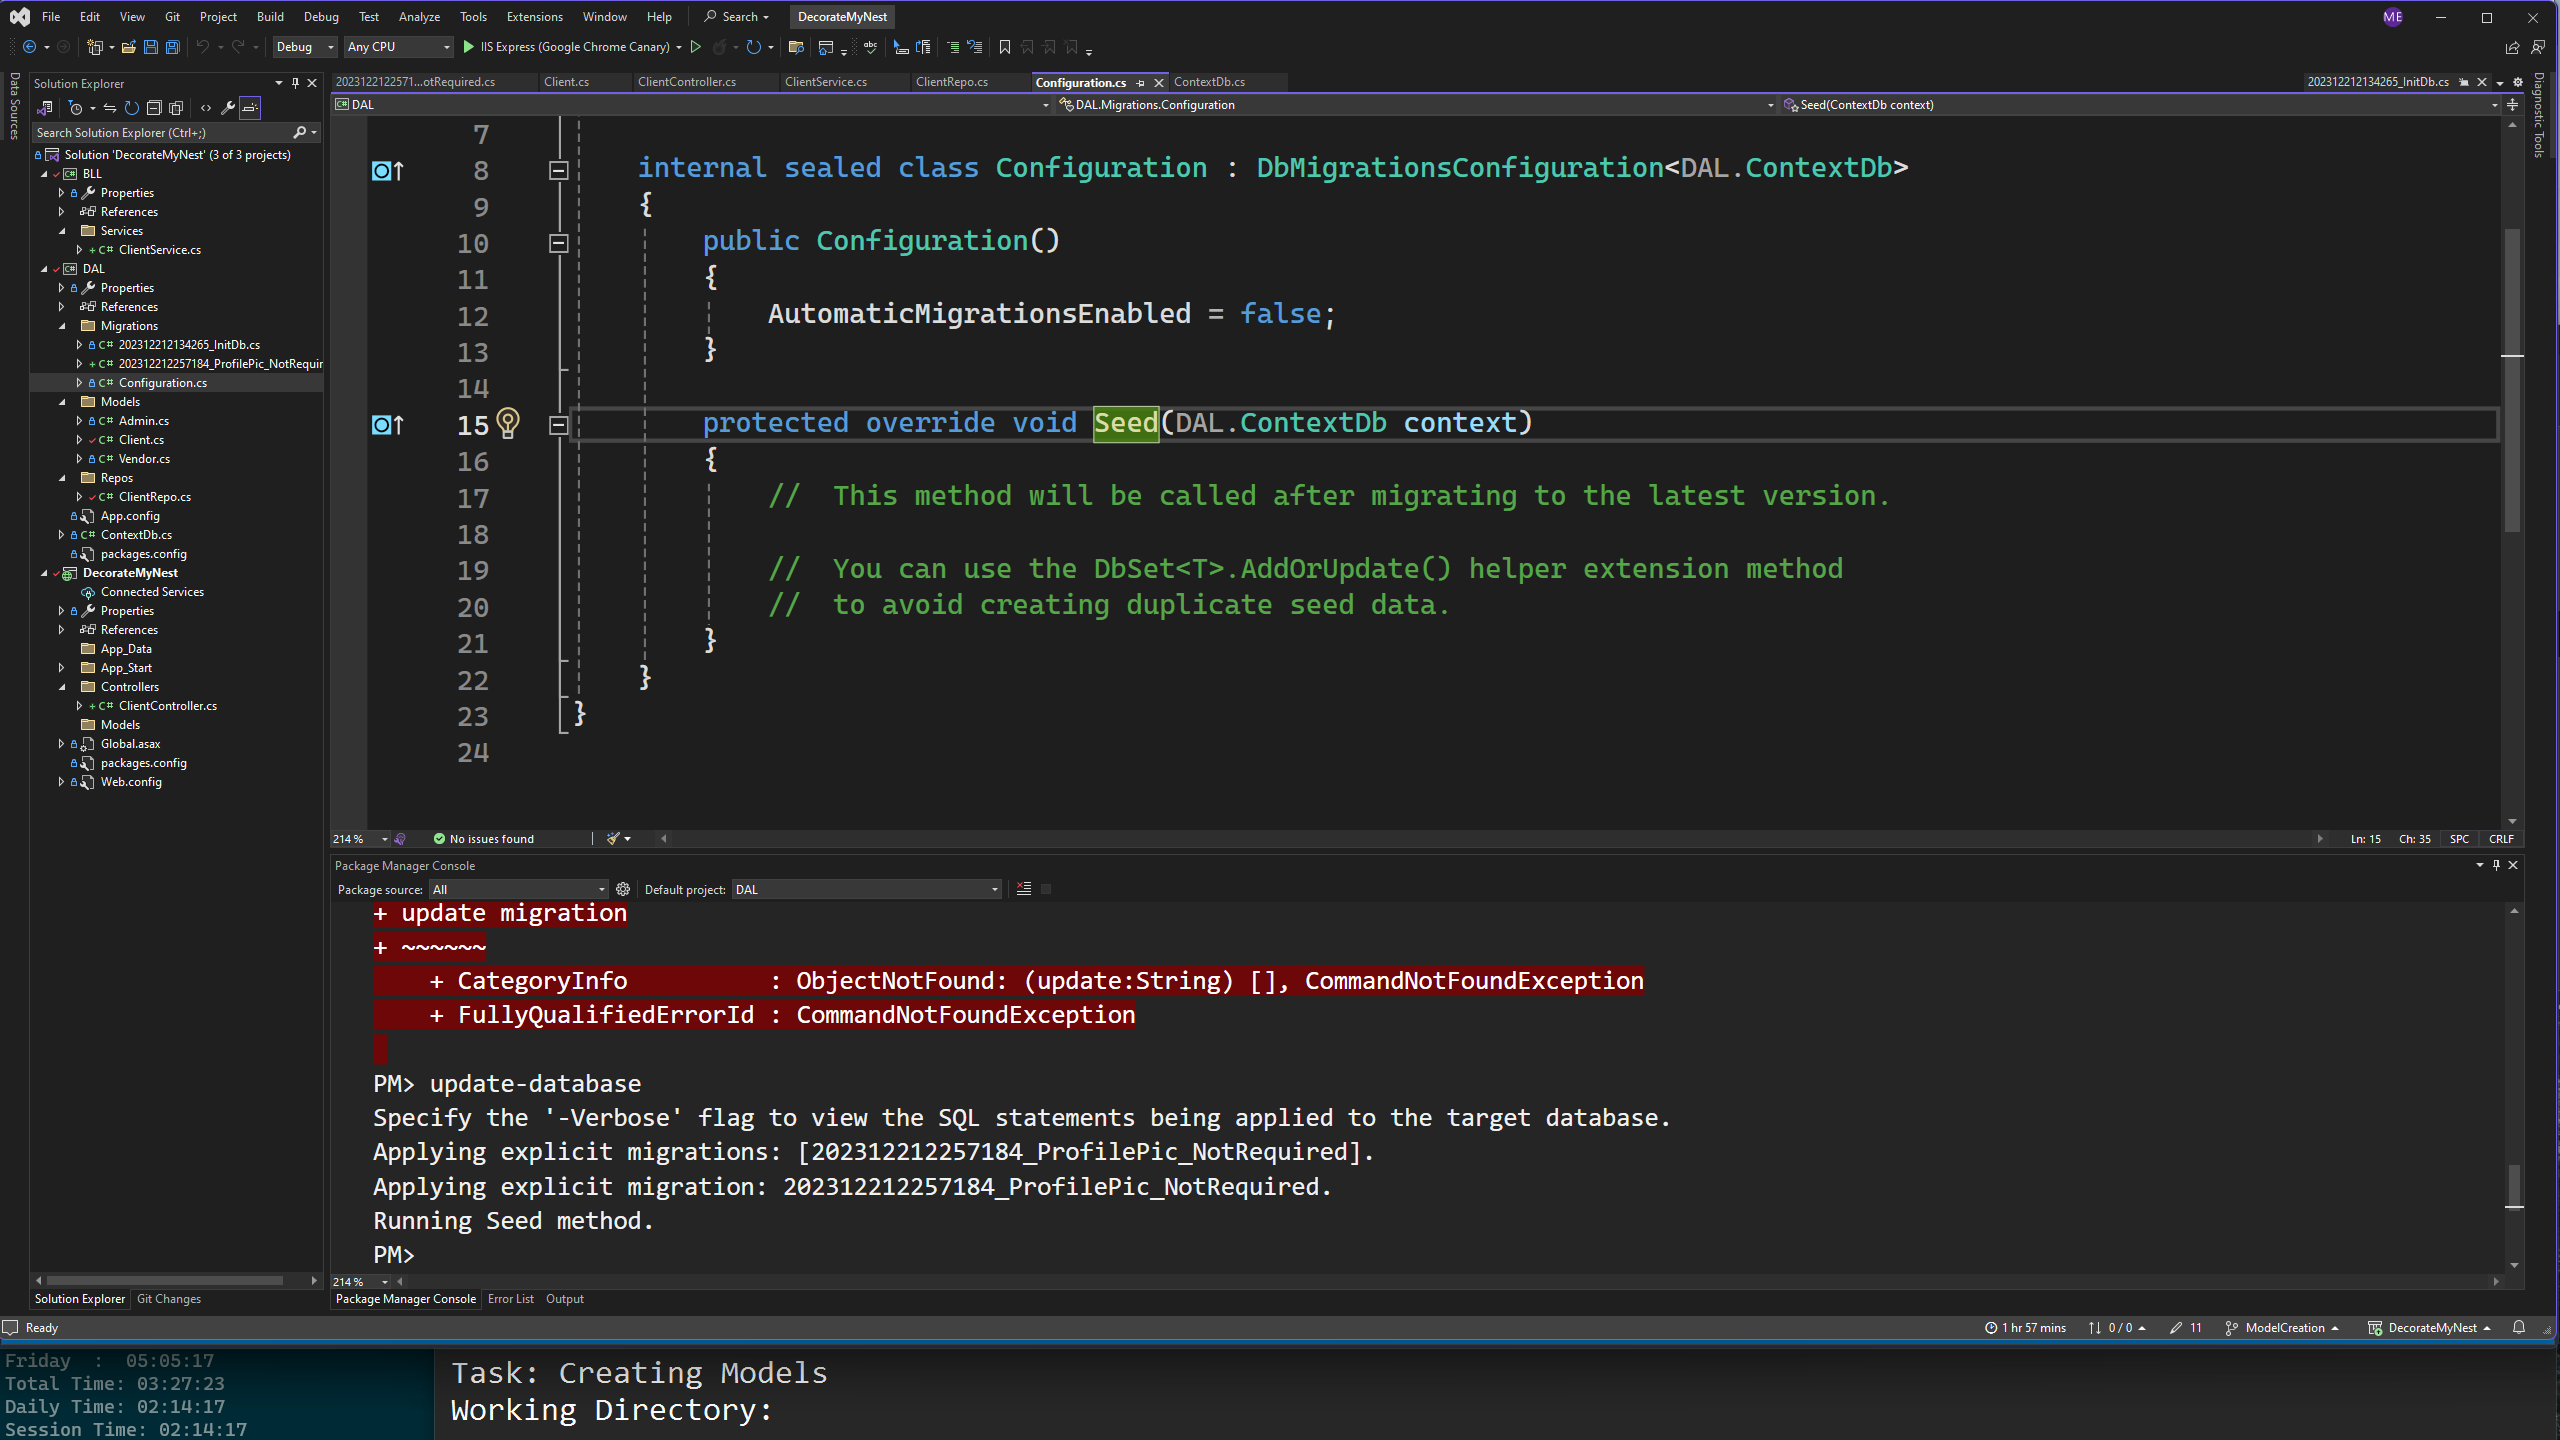 File Edit View Git Project Build Debug Test Analyze Tools Extensions Window Help Search DecorateMyNest ME
Debug Any CPU IIS Express (Google Chrome Canary)
Data Sources
Solution Explorer
Search Solution Explorer (Ctrl+;)
Solution 'DecorateMyNest' (3 of 3 projects)
BLL
Properties
References
Services
C# ClientService.cs
DAL
Properties
References
Migrations
C# 202312212134265_InitDb.cs
C# 202312212257184_ProfilePic_NotRequir
C# Configuration.cs
Models
C# Admin.cs
C# Client.cs
C# Vendor.cs
Repos
C# ClientRepo.cs
App.config
C# ContextDb.cs
packages.config
DecorateMyNest
Connected Services
Properties
References
App_Data
App_Start
Controllers
C# ClientController.cs
Models
Global.asax
packages.config
Web.config
Solution Explorer Git Changes
2023122122571...otRequired.cs Client.cs ClientController.cs ClientService.cs ClientRepo.cs Configuration.cs ContextDb.cs 202312212134265_InitDb.cs
C# DAL DAL.Migrations.Configuration Seed(ContextDb context)
7
8 internal sealed class Configuration : DbMigrationsConfiguration<DAL.ContextDb>
9 {
10 public Configuration()
11 {
12 AutomaticMigrationsEnabled = false;
13 }
14
15 protected override void Seed(DAL.ContextDb context)
16 {
17 //  This method will be called after migrating to the latest version.
18
19 //  You can use the DbSet<T>.AddOrUpdate() helper extension method
20 //  to avoid creating duplicate seed data.
21 }
22 }
23 }
24
214 % No issues found Ln: 15 Ch: 35 SPC CRLF
Diagnostic Tools
Package Manager Console
Package source: All Default project: DAL
+ update migration
+ ~~~~~~
+ CategoryInfo : ObjectNotFound: (update:String) [], CommandNotFoundException
+ FullyQualifiedErrorId : CommandNotFoundException
PM> update-database
Specify the '-Verbose' flag to view the SQL statements being applied to the target database.
Applying explicit migrations: [202312212257184_ProfilePic_NotRequired].
Applying explicit migration: 202312212257184_ProfilePic_NotRequired.
Running Seed method.
PM>
214 %
Package Manager Console Error List Output
Ready 1 hr 57 mins 0 / 0 11 ModelCreation DecorateMyNest
Friday : 05:05:17
Total Time: 03:27:23
Daily Time: 02:14:17
Session Time: 02:14:17
Task: Creating Models
Working Directory: